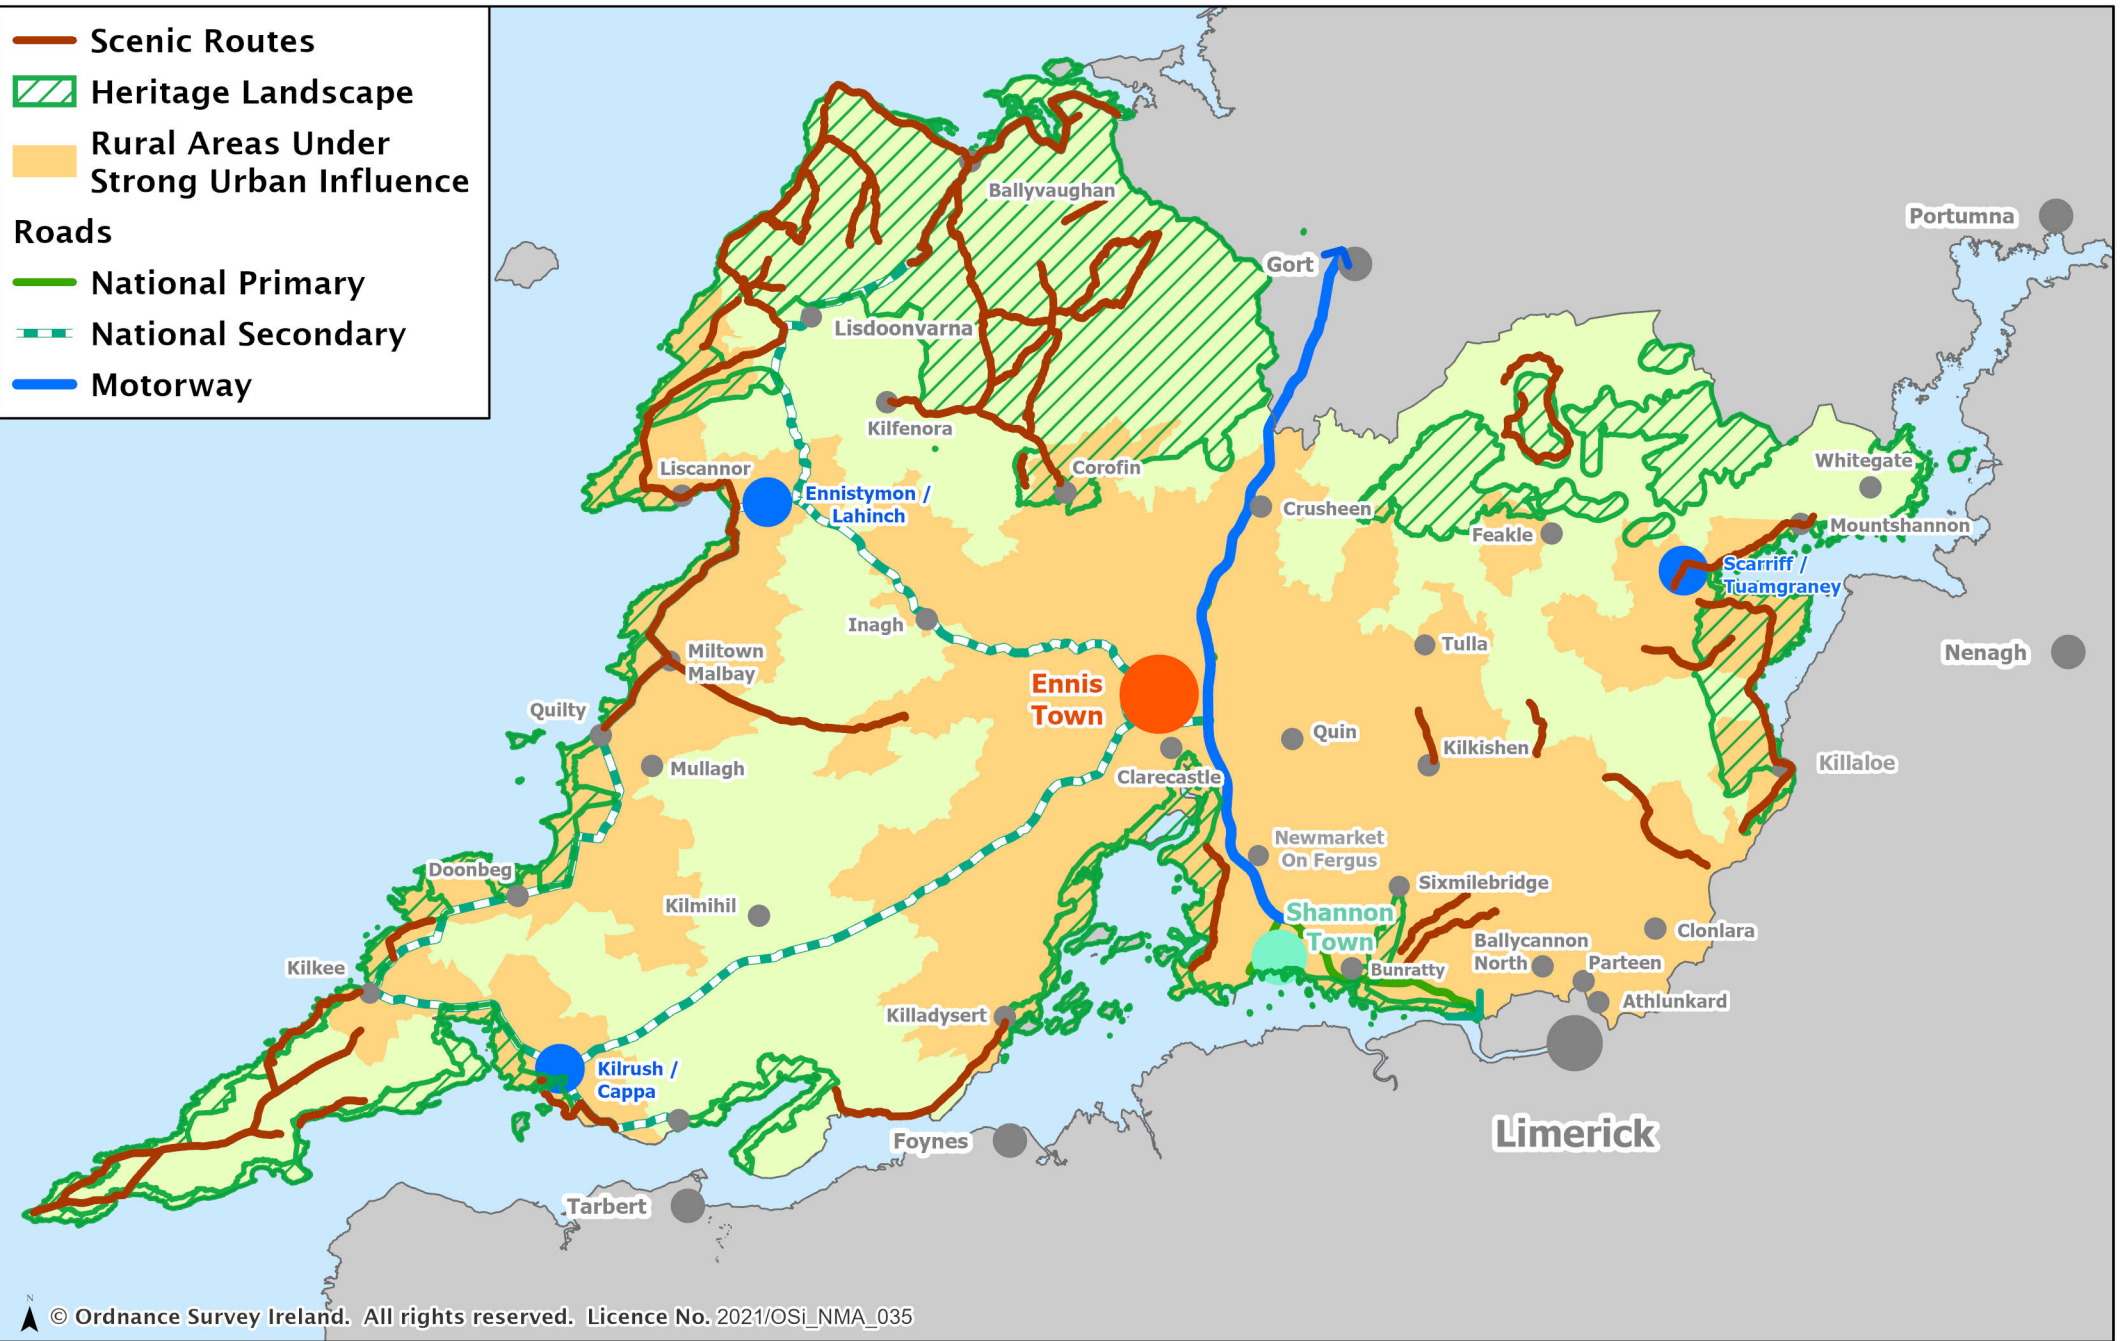 Scenic Routes
Heritage Landscape
Rural Areas Under
Strong Urban Influence
Roads
National Primary
National Secondary
Motorway
Ballyvaughan
Portumna
Gort
Lisdoonvarna
Kilfenora
Liscannor
Corofin
Whitegate
Ennistymon /
Lahinch
Crusheen
Mountshannon
Feakle
Scarriff /
Tuamgraney
Inagh
Tulla
Miltown
Malbay
Nenagh
Ennis
Town
Quilty
Quin
Kilkishen
Mullagh
Clarecastle
Killaloe
Newmarket
On Fergus
Doonbeg
Sixmilebridge
Kilmihil
Shannon
Town
Clonlara
Ballycannon
North
Parteen
Kilkee
Bunratty
Athlunkard
Killadysert
Kilrush /
Cappa
Foynes
Limerick
Tarbert
N
© Ordnance Survey Ireland. All rights reserved. Licence No. 2021/OSi_NMA_035